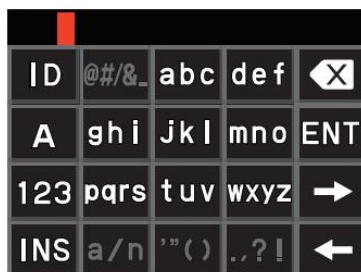 ID @#/&_ abc def
A ghi Jkl mno ENT
123 pqrs tuv wxyz →
INS a/n '"() .,?! ←